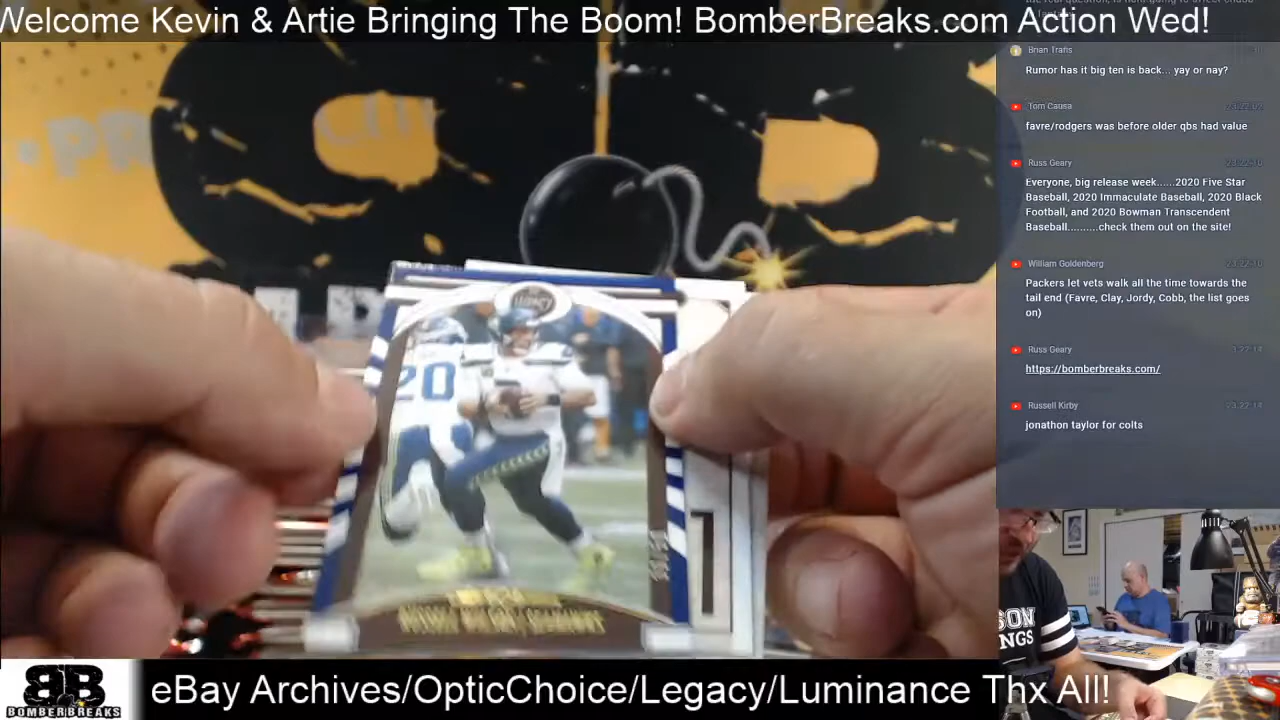 Welcome Kevin & Artie Bringing The Boom! BomberBreaks.com Action Wed!
Brian Trafis
Rumor has it big ten is back... yay or nay?
Tom Causa
favre/rodgers was before older qbs had value
Russ Geary
Everyone, big release week......2020 Five Star
Baseball, 2020 Immaculate Baseball, 2020 Black
Football, and 2020 Bowman Transcendent
Baseball.........check them out on the site!
William Goldenberg
Packers let vets walk all the time towards the
tail end (Favre, Clay, Jordy, Cobb, the list goes
on)
Russ Geary
https://bomberbreaks.com/
Russell Kirby
jonathon taylor for colts
LEGACY
20
SON
NGS
BB
BOMBERBREAKS
eBay Archives/OpticChoice/Legacy/Luminance Thx All!